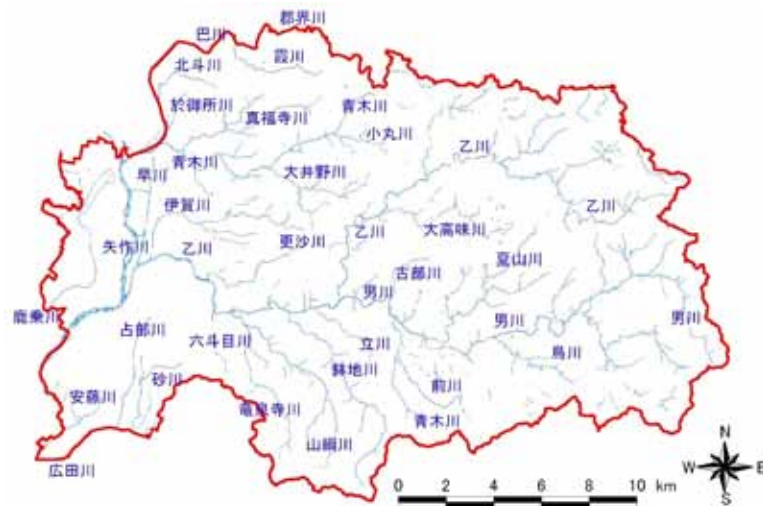 郡界川
巴川
霞川
北斗川
於御所川
青木川
真福寺川
小丸川
乙川
青木川
大井野川
早川
伊賀川
乙川
乙川
大高味川
更沙川
矢作川
乙川
夏山川
古部川
男川
鹿乗川
男川
男川
占部川
六斗目川
立川
鳥川
鉢地川
砂川
前川
安藤川
竜泉寺川
青木川
山綱川
広田川
N
W
E
S
0 2 4 6 8 10 km